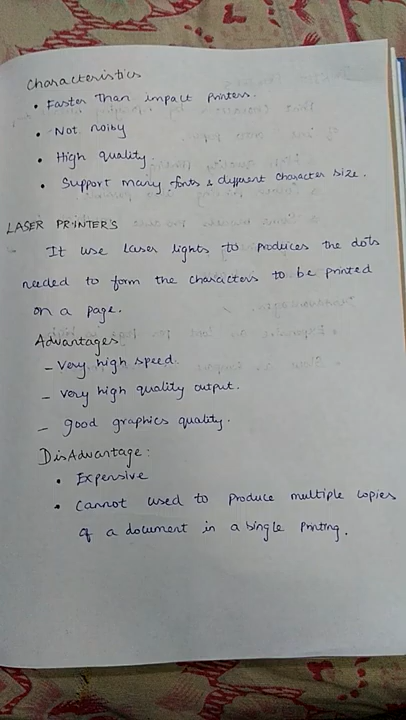 Characteristics
• Faster Than impact printers.
• Not noisy
• High quality.
• Support many fonts & different character size.
LASER PRINTER'S
It use laser lights to produces the dots
needed to form the characters to be printed
on a page.
Advantages
– Very high speed.
– very high quality output.
– good graphics quality.
DisAdvantage:
• Expensive
• cannot used to produce multiple copies
of a document in a single printing.